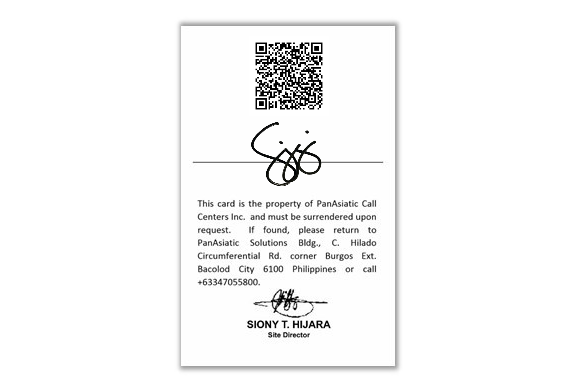 This card is the property of PanAsiatic Call
Centers Inc. and must be surrendered upon
request. If found, please return to
PanAsiatic Solutions Bldg., C. Hilado
Circumferential Rd. corner Burgos Ext.
Bacolod City 6100 Philippines or call
+63347055800.
SIONY T. HIJARA
Site Director